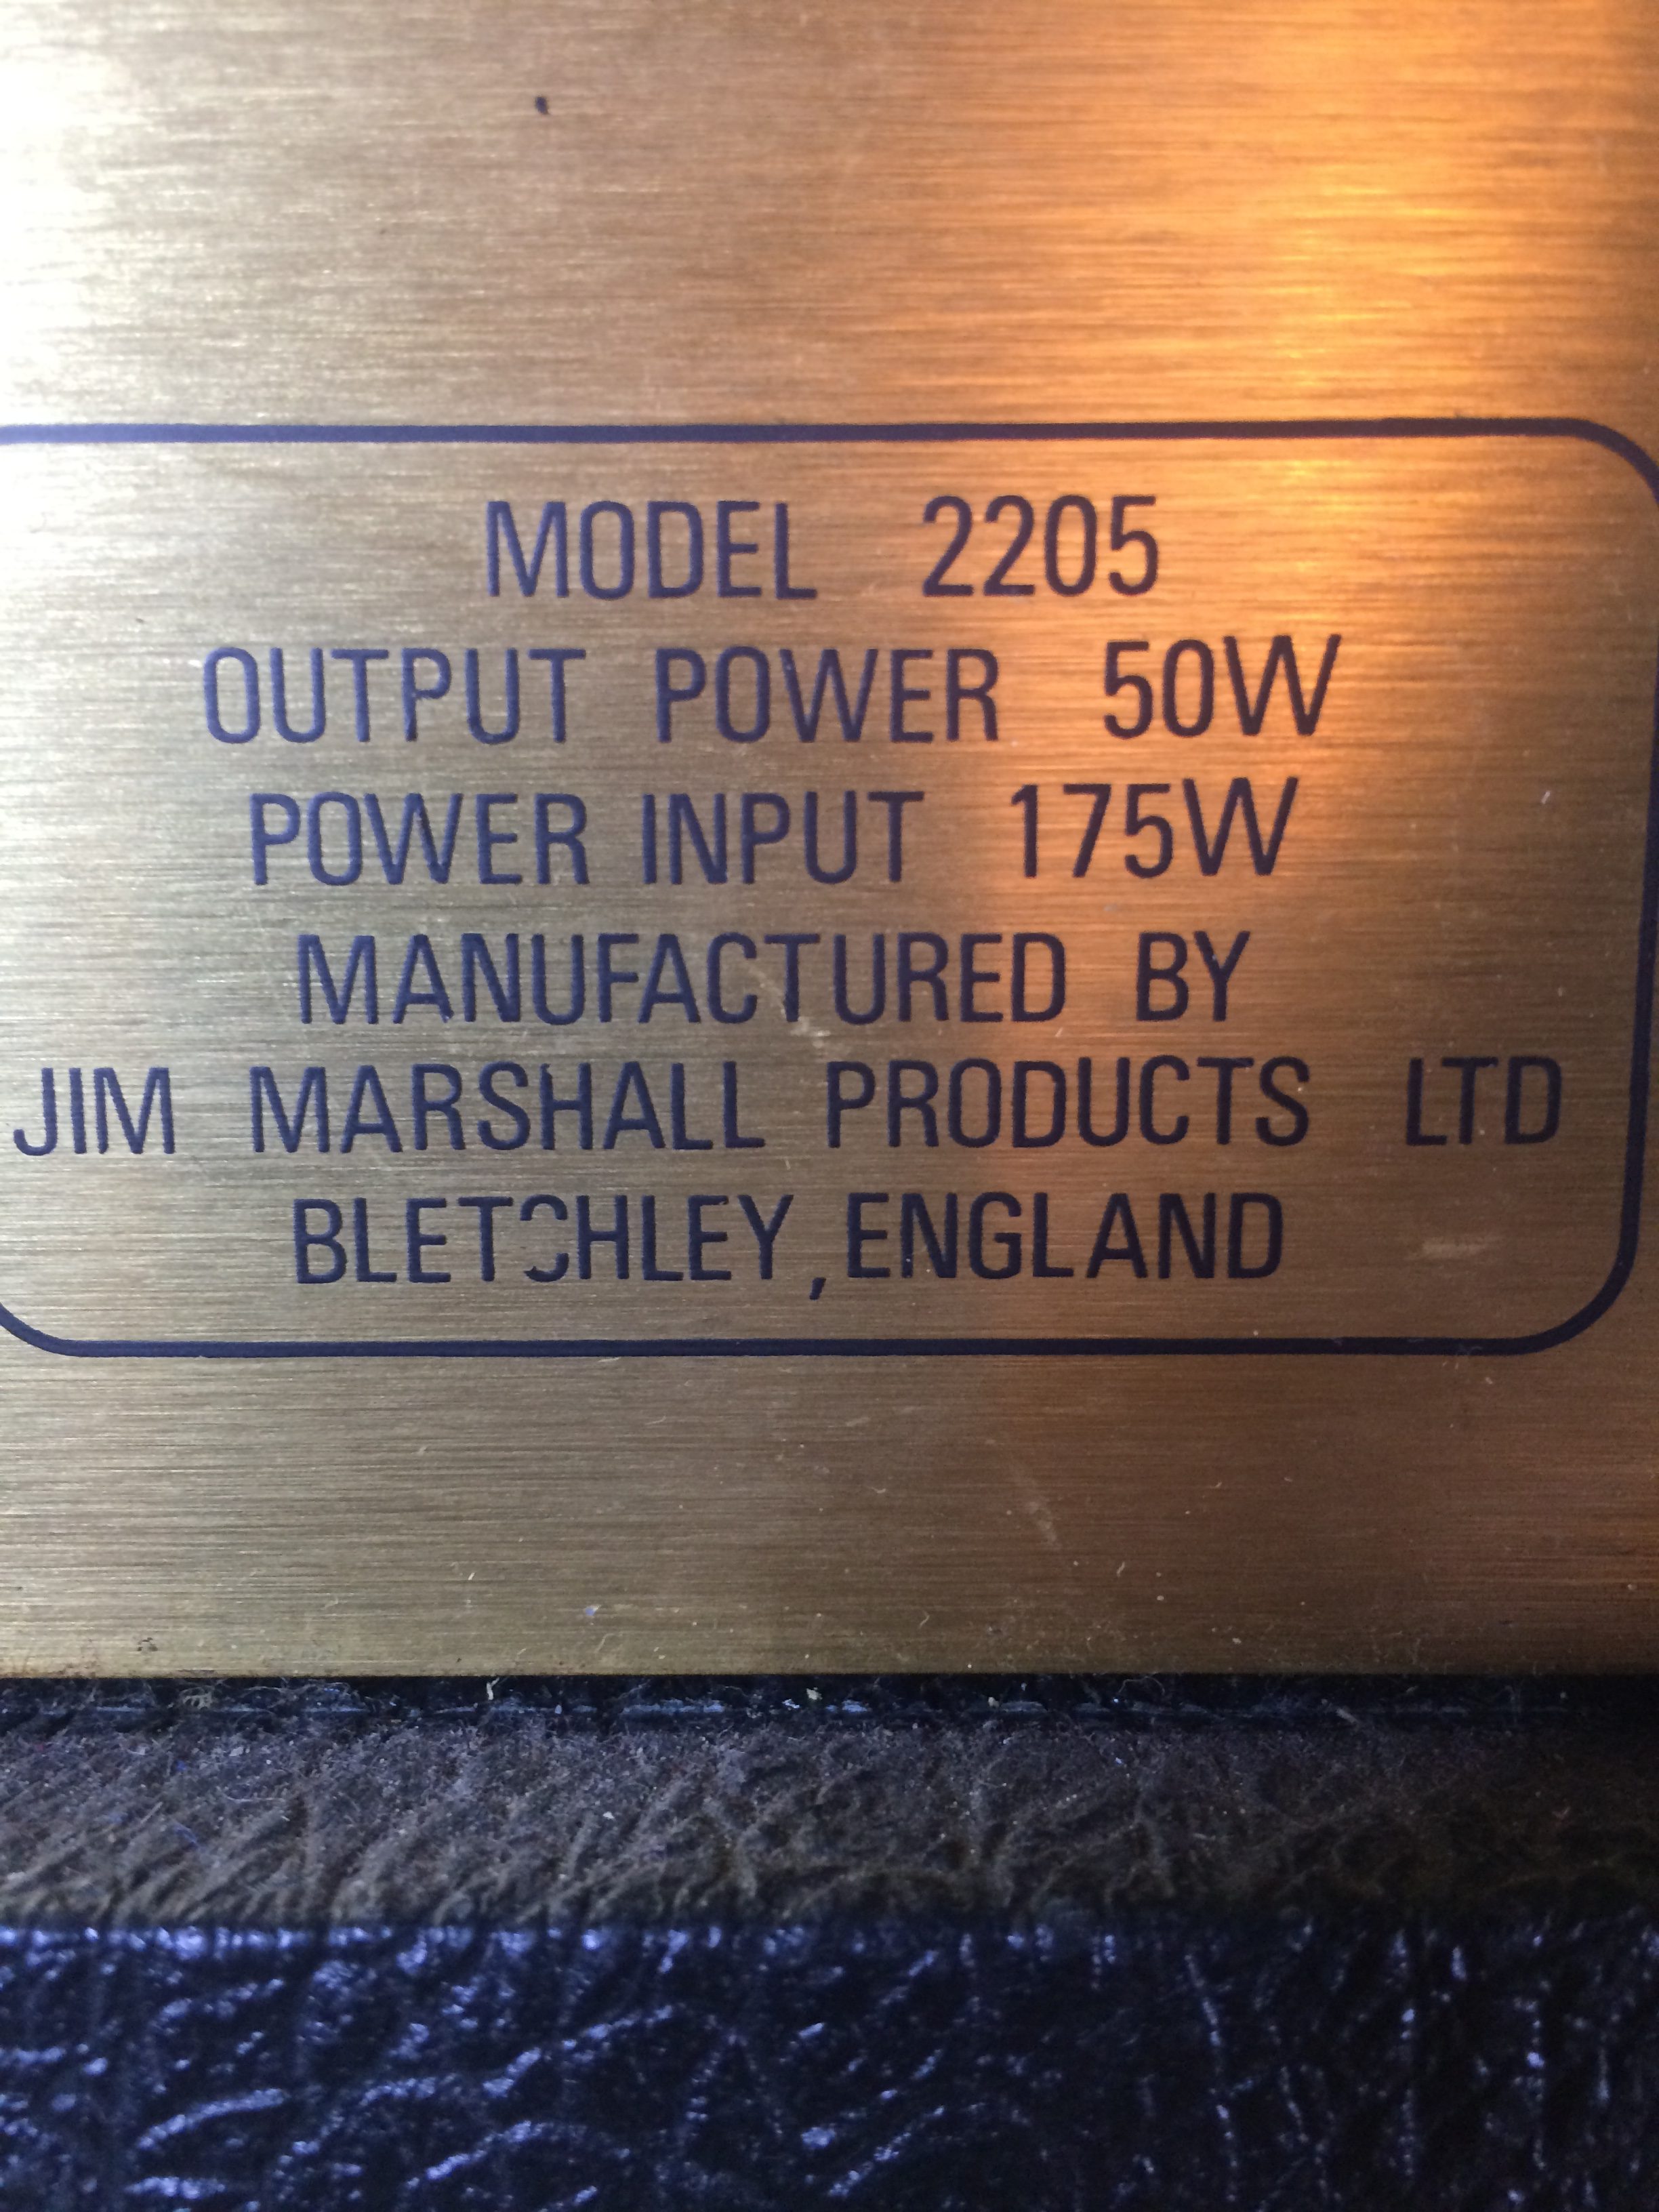 MODEL 2205
OUTPUT POWER 50W
POWER INPUT 175W
MANUFACTURED BY
JIM MARSHALL PRODUCTS LTD
BLETCHLEY, ENGLAND